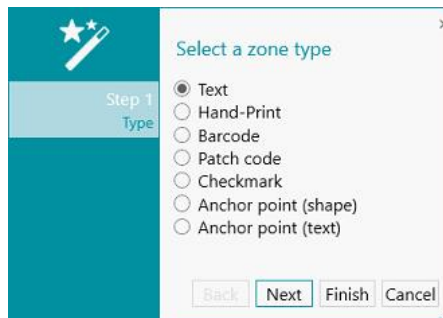 Step 1
Type
Select a zone type
Text
Hand-Print
Barcode
Patch code
Checkmark
Anchor point (shape)
Anchor point (text)
Back
Next
Finish
Cancel